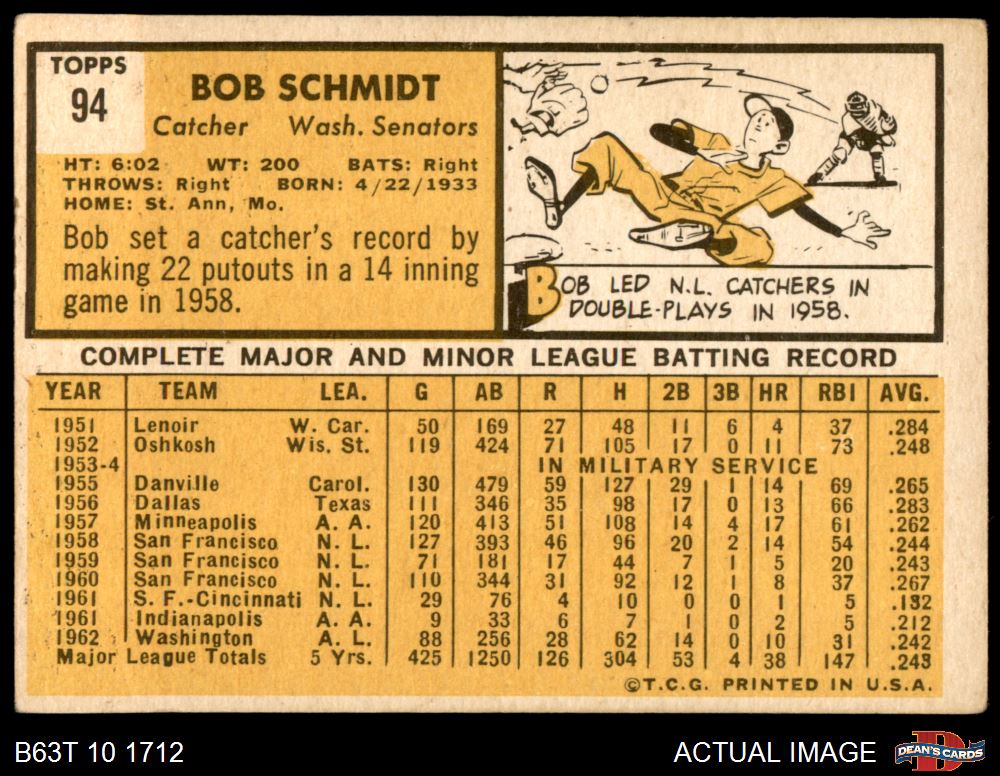 TOPPS
94
BOB SCHMIDT
Catcher Wash. Senators
HT: 6:02 WT: 200 BATS: Right
THROWS: Right BORN: 4/22/1933
HOME: St. Ann, Mo.
Bob set a catcher's record by
making 22 putouts in a 14 inning
game in 1958.
BOB LED N.L. CATCHERS IN
DOUBLE-PLAYS IN 1958.
COMPLETE MAJOR AND MINOR LEAGUE BATTING RECORD
YEAR TEAM LEA. G AB R H 2B 3B HR RBI AVG.
1951 Lenoir W. Car. 50 169 27 48 11 6 4 37 .284
1952 Oshkosh Wis. St. 119 424 71 105 17 0 11 73 .248
1953-4 IN MILITARY SERVICE
1955 Danville Carol. 130 479 59 127 29 1 14 69 .265
1956 Dallas Texas 111 346 35 98 17 0 13 66 .283
1957 Minneapolis A. A. 120 413 51 108 14 4 17 61 .262
1958 San Francisco N. L. 127 393 46 96 20 2 14 54 .244
1959 San Francisco N. L. 71 181 17 44 7 1 5 20 .243
1960 San Francisco N. L. 110 344 31 92 12 1 8 37 .267
1961 S. F.-Cincinnati N. L. 29 76 4 10 0 0 1 5 .132
1961 Indianapolis A. A. 9 33 6 7 1 0 2 5 .212
1962 Washington A. L. 88 256 28 62 14 0 10 31 .242
Major League Totals 5 Yrs. 425 1250 126 304 53 4 38 147 .243
©T.C.G. PRINTED IN U.S.A.
B63T 10 1712 ACTUAL IMAGE
D
DEAN'S CARDS